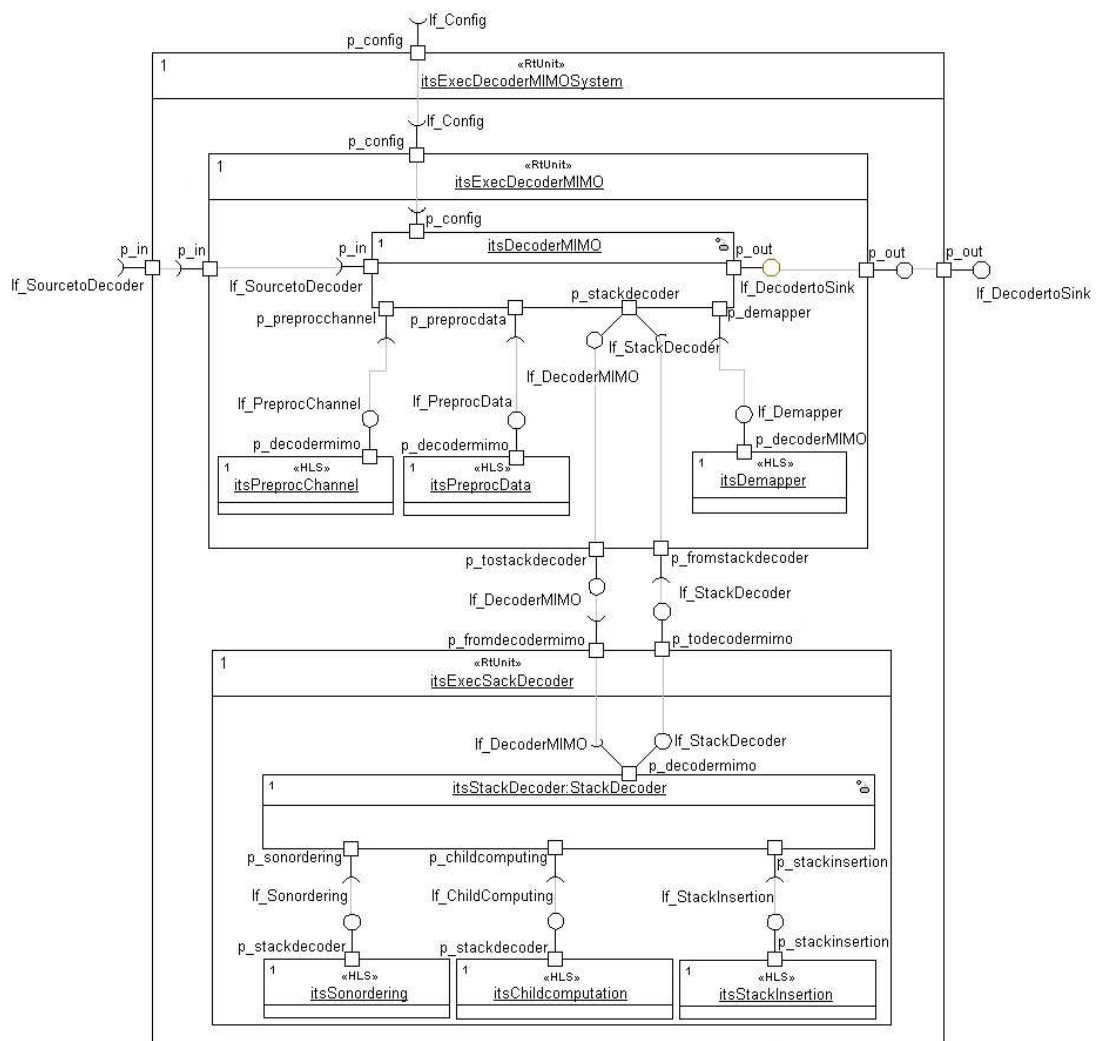 If_Config
p_config
1
«RtUnit»
itsExecDecoderMIMOSystem
If_Config
p_config
1
«RtUnit»
itsExecDecoderMIMO
p_config
p_in
p_in
p_in
1
itsDecoderMIMO
p_out
p_out
p_out
If_SourcetoDecoder
If_SourcetoDecoder
If_DecodertoSink
If_DecodertoSink
p_stackdecoder
p_preprocchannel
p_preprocdata
p_demapper
If_StackDecoder
If_DecoderMIMO
If_PreprocChannel
If_PreprocData
If_Demapper
p_decodermimo
p_decodermimo
p_decoderMIMO
1
«HLS»
itsPreprocChannel
1
«HLS»
itsPreprocData
1
«HLS»
itsDemapper
p_tostackdecoder
p_fromstackdecoder
If_DecoderMIMO
If_StackDecoder
p_fromdecodermimo
p_todecodermimo
1
«RtUnit»
itsExecSackDecoder
If_DecoderMIMO
If_StackDecoder
p_decodermimo
1
itsStackDecoder:StackDecoder
p_sonordering
p_childcomputing
p_stackinsertion
If_Sonordering
If_ChildComputing
If_StackInsertion
p_stackdecoder
p_stackdecoder
p_stackinsertion
1
«HLS»
itsSonordering
1
«HLS»
itsChildcomputation
1
«HLS»
itsStackInsertion